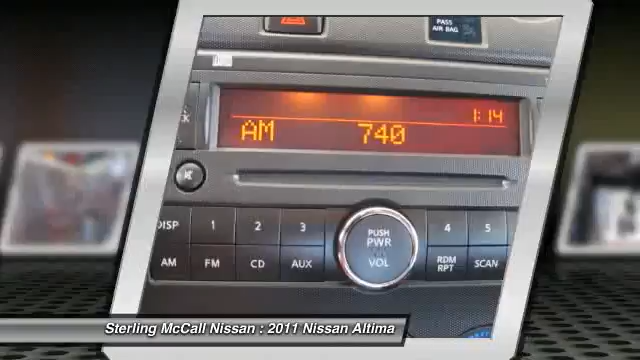 PASS
AIR BAG
1:14
AM 740
DISP 1 2 3 PUSH PWR VOL 4 5
AM FM CD AUX RDM RPT SCAN
Sterling McCall Nissan : 2011 Nissan Altima